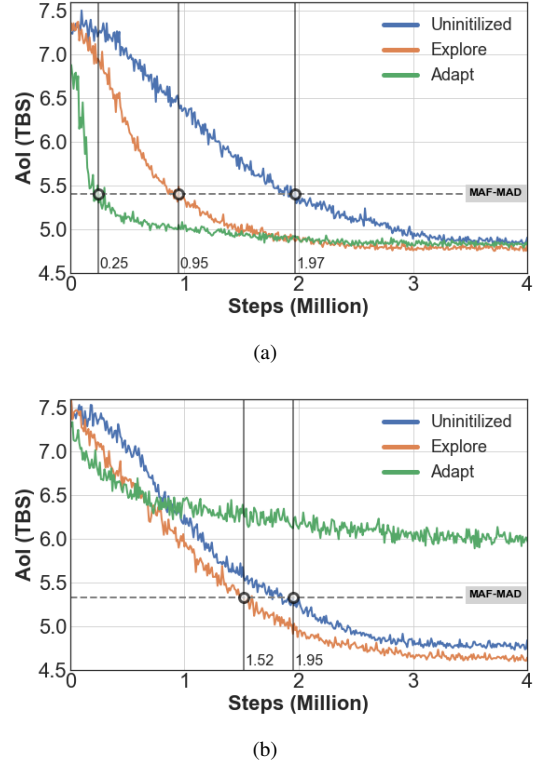 7.5
7.0
6.5
6.0
5.5
5.0
4.5
AoI (TBS)
Uninitilized
Explore
Adapt
MAF-MAD
0.25
0.95
1.97
0 1 2 3 4
Steps (Million)
(a)
7.5
7.0
6.5
6.0
5.5
5.0
4.5
AoI (TBS)
Uninitilized
Explore
Adapt
MAF-MAD
1.52
1.95
0 1 2 3 4
Steps (Million)
(b)